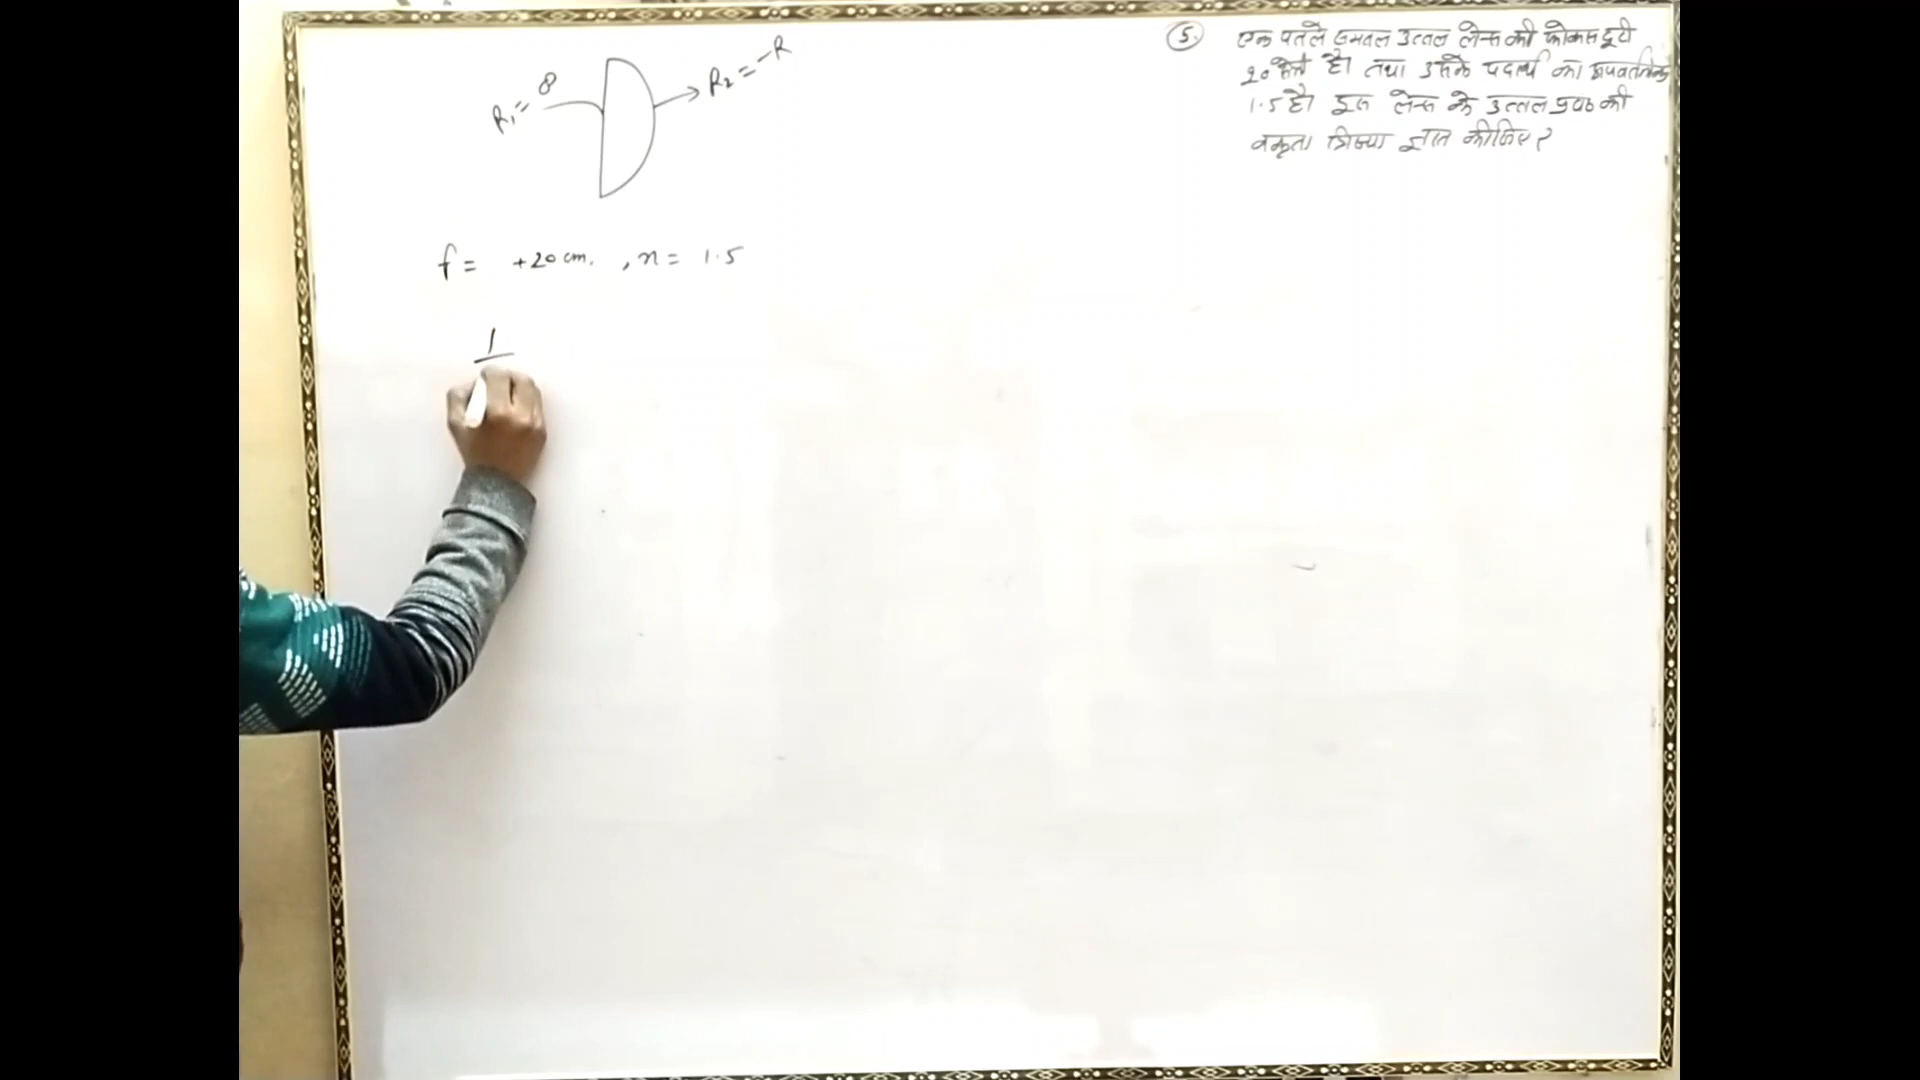 R₁ = ∞
R₂ = -R
f = +20 cm. , n = 1.5
1
5. एक पतले समतल उत्तल लेन्स की फोकस दूरी
20 सेमी है। तथा उसके पदार्थ का अपवर्तनांक
1.5 है। इस लेन्स के उत्तल पृष्ठ की
वक्रता त्रिज्या ज्ञात कीजिए?